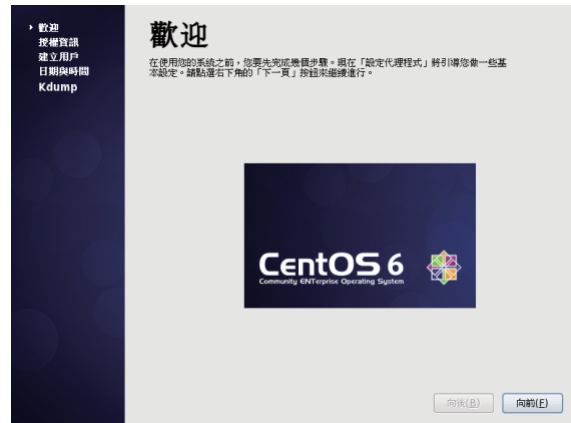 歡迎
授權資訊
建立用戶
日期與時間
Kdump
歡迎
在使用您的系統之前，您要先完成幾個步驟。現在「設定代理程式」將引導您做一些基
本設定。請點選右下角的「下一頁」按鈕來繼續進行。
CentOS 6
Community ENTerprise Operating System
向後(B)
向前(F)